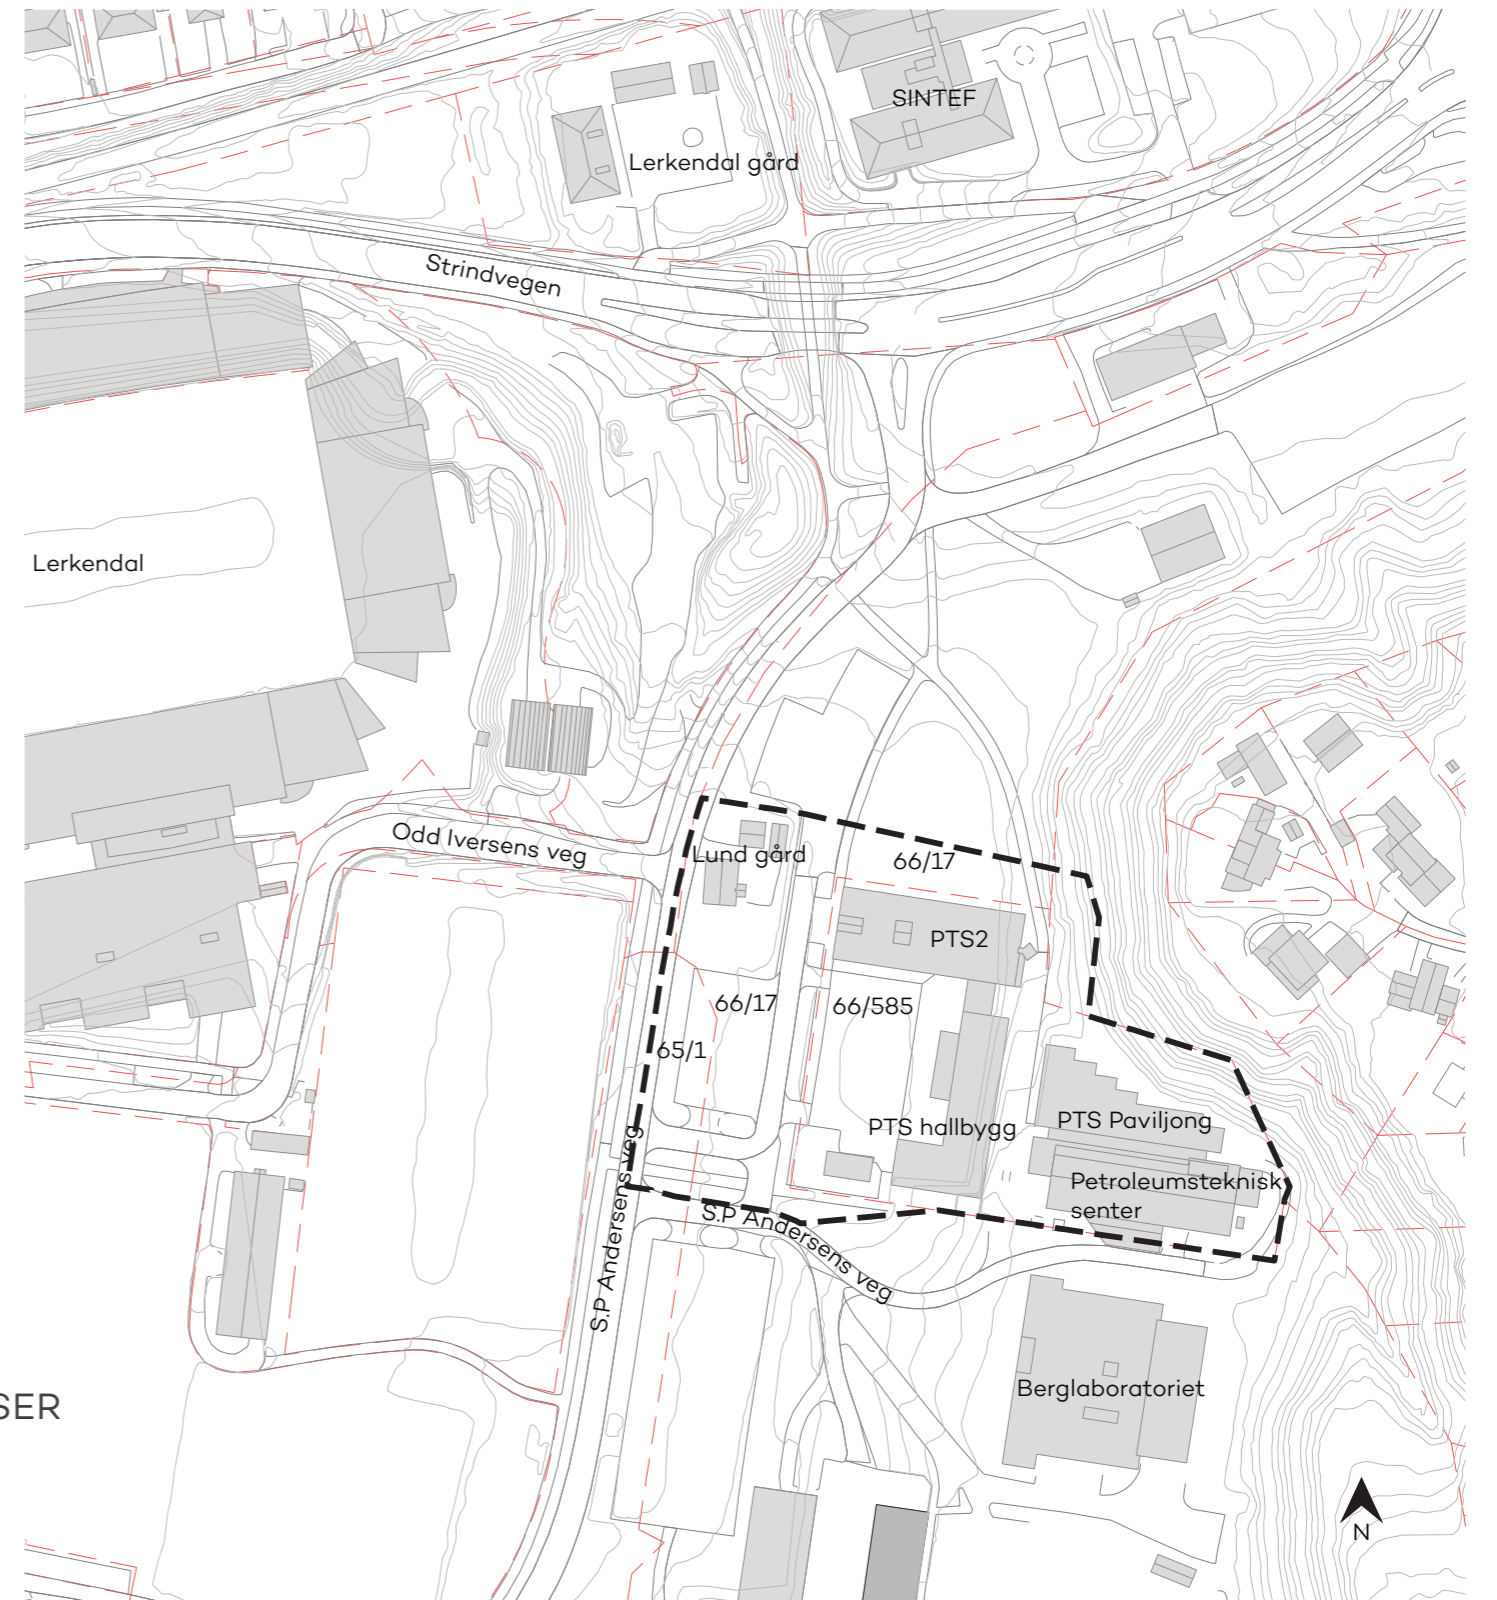 SINTEF
Lerkendal gård
Strindvegen
Lerkendal
Odd Iversens veg
Lund gård
66/17
PTS2
66/17
66/585
65/1
PTS hallbygg
PTS Paviljong
Petroleumsteknisk
senter
S.P Andersens veg
S.P Andersens veg
Berglaboratoriet
SER
N